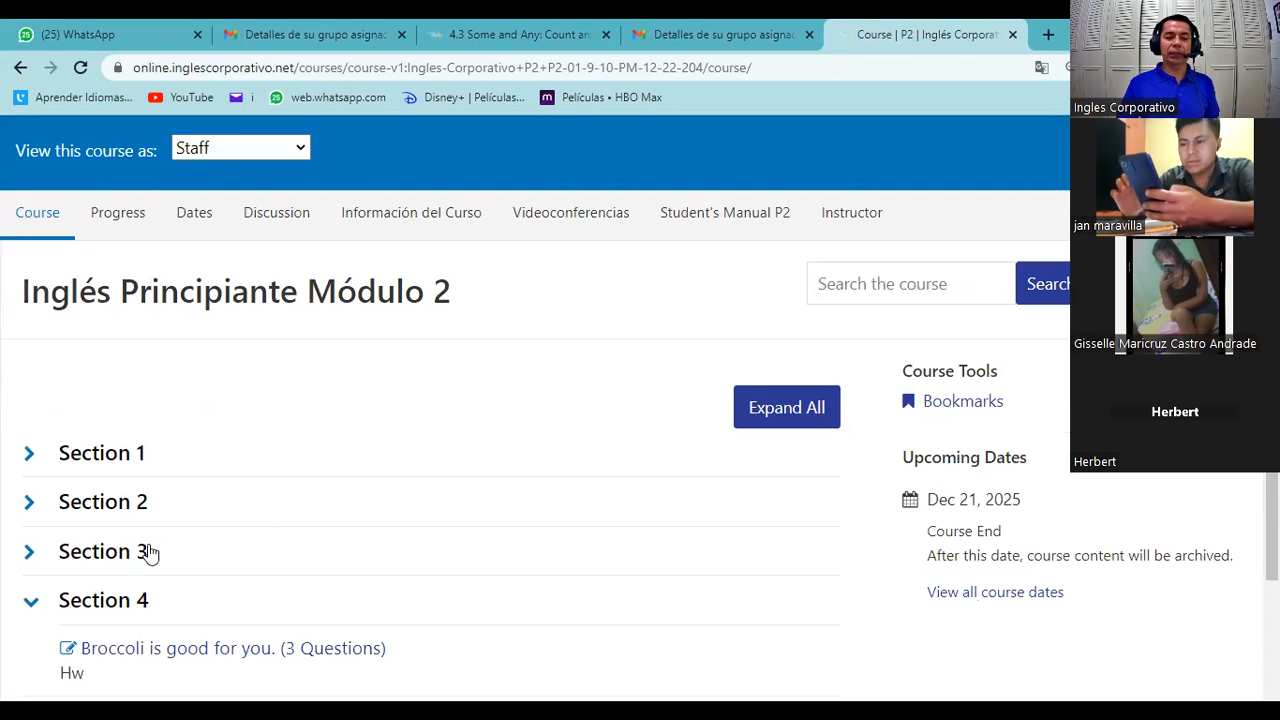 (25) WhatsApp
Detalles de su grupo asigna
ce and Any-Count an
Detalles de su grupo asignad
Course | P2 | Inglés Corporat
online.inglescorporativo.net/courses/course-v1:Ingles_Corporativo+P2+P2-01-9-10-PM-12-22-204/course/
Aprender Idiomas...
YouTube
i
web.whatsapp.com
Disney+ | Películas...
Películas • HBO Max
View this course as:
Staff
Course
Progress
Dates
Discussion
Información del Curso
Videoconferencias
Student's Manual P2
Instructor
Inglés Principiante Módulo 2
Search the course
Search
Expand All
Section 1
Section 2
Section 3
Section 4
Broccoli is good for you. (3 Questions)
Hw
Course Tools
Bookmarks
Upcoming Dates
Dec 21, 2025
Course End
After this date, course content will be archived.
View all course dates
Ingles Corporativo
jan maravilla
Gisselle Maricruz Castro Andrade
Herbert
Herbert